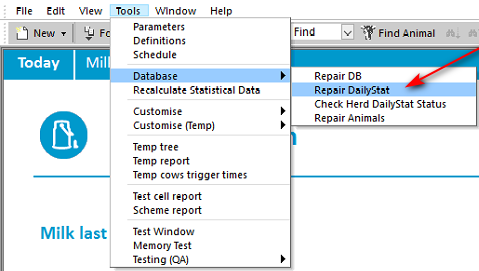 File Edit View Tools Window Help
New Fo Find Find Animal
Today Mil
Parameters
Definitions
Schedule
Database
Recalculate Statistical Data
Customise
Customise (Temp)
Temp tree
Temp report
Temp cows trigger times
Test cell report
Scheme report
Test Window
Memory Test
Testing (QA)
Repair DB
Repair DailyStat
Check Herd DailyStat Status
Repair Animals
Milk last